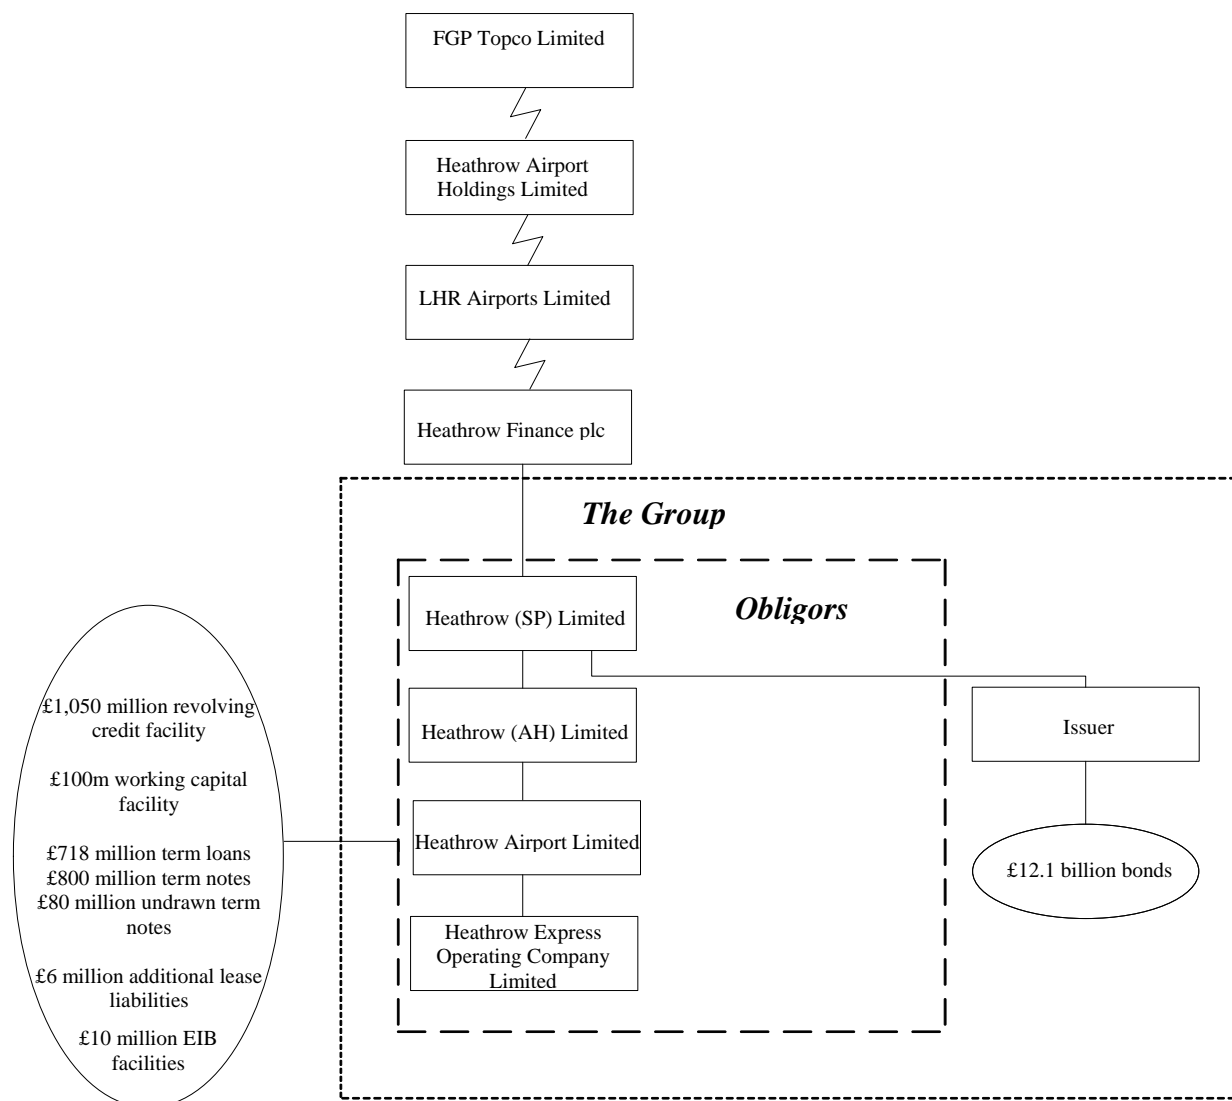 FGP Topco Limited
Heathrow Airport
Holdings Limited
LHR Airports Limited
Heathrow Finance plc
The Group
Obligors
Heathrow (SP) Limited
Heathrow (AH) Limited
Issuer
Heathrow Airport Limited
£12.1 billion bonds
Heathrow Express
Operating Company
Limited
£1,050 million revolving
credit facility
£100m working capital
facility
£718 million term loans
£800 million term notes
£80 million undrawn term
notes
£6 million additional lease
liabilities
£10 million EIB
facilities